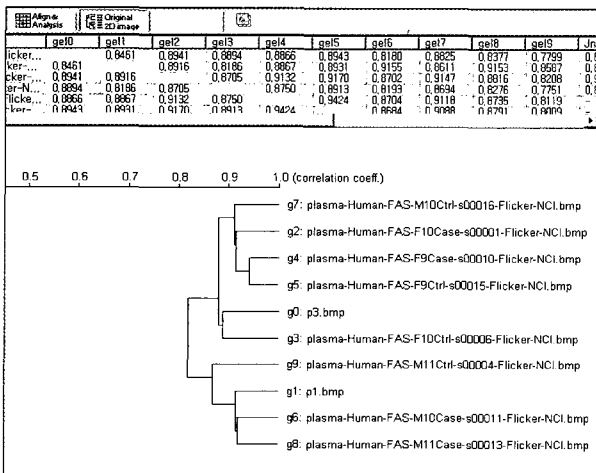 Align & Original
Analysis 2D image
gel0 gel1 gel2 gel3 gel4 gel5 gel6 gel7 gel8 gel9
licker... 0.8461 0.8941 0.8894 0.8866 0.8943 0.8180 0.8825 0.8377 0.7799
ker-... 0.8461 0.8916 0.8186 0.8867 0.8931 0.9155 0.8611 0.9153 0.8587
cker-... 0.8941 0.8916 0.8705 0.9132 0.9170 0.8702 0.9147 0.8816 0.8208
er-N... 0.8894 0.8186 0.8705 0.8750 0.8913 0.8193 0.8694 0.8276 0.7751
flicke... 0.8866 0.8867 0.9132 0.8750 0.9424 0.8704 0.9118 0.8735 0.8119
cker-... 0.8943 0.8931 0.9170 0.8913 0.9424 0.8684 0.9088 0.8791 0.8009
0.5 0.6 0.7 0.8 0.9 1.0 (correlation coeff.)
g7: plasma-Human-FAS-M10Ctrl-s00016-Flicker-NCI.bmp
g2: plasma-Human-FAS-F10Case-s00001-Flicker-NCI.bmp
g4: plasma-Human-FAS-F9Case-s00010-Flicker-NCI.bmp
g5: plasma-Human-FAS-F9Ctrl-s00015-Flicker-NCI.bmp
g0: p3.bmp
g3: plasma-Human-FAS-F10Ctrl-s00006-Flicker-NCI.bmp
g9: plasma-Human-FAS-M11Ctrl-s00004-Flicker-NCI.bmp
g1: p1.bmp
g6: plasma-Human-FAS-M10Case-s00011-Flicker-NCI.bmp
g8: plasma-Human-FAS-M11Case-s00013-Flicker-NCI.bmp